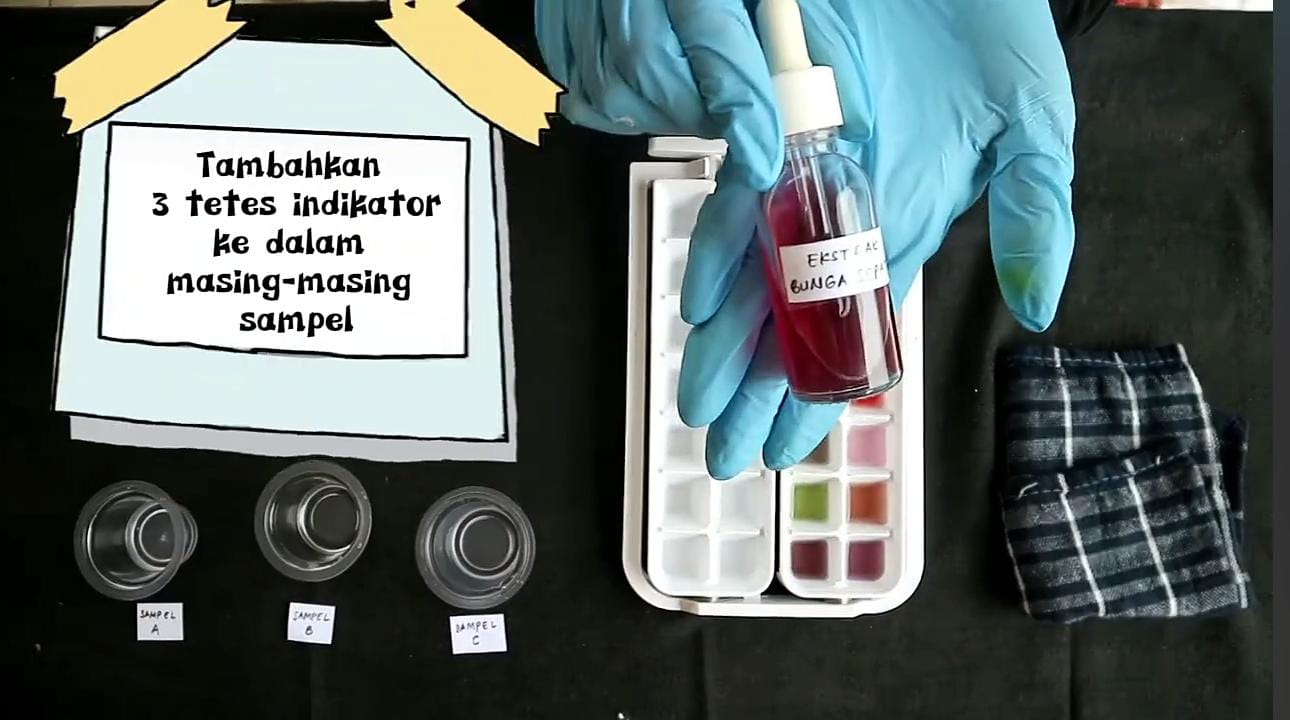 Tambahkan
3 tetes indikator
ke dalam
masing-masing
sampel
EKSTRAK
BUNGA
SAMPEL
A
SAMPEL
B
SAMPEL
C